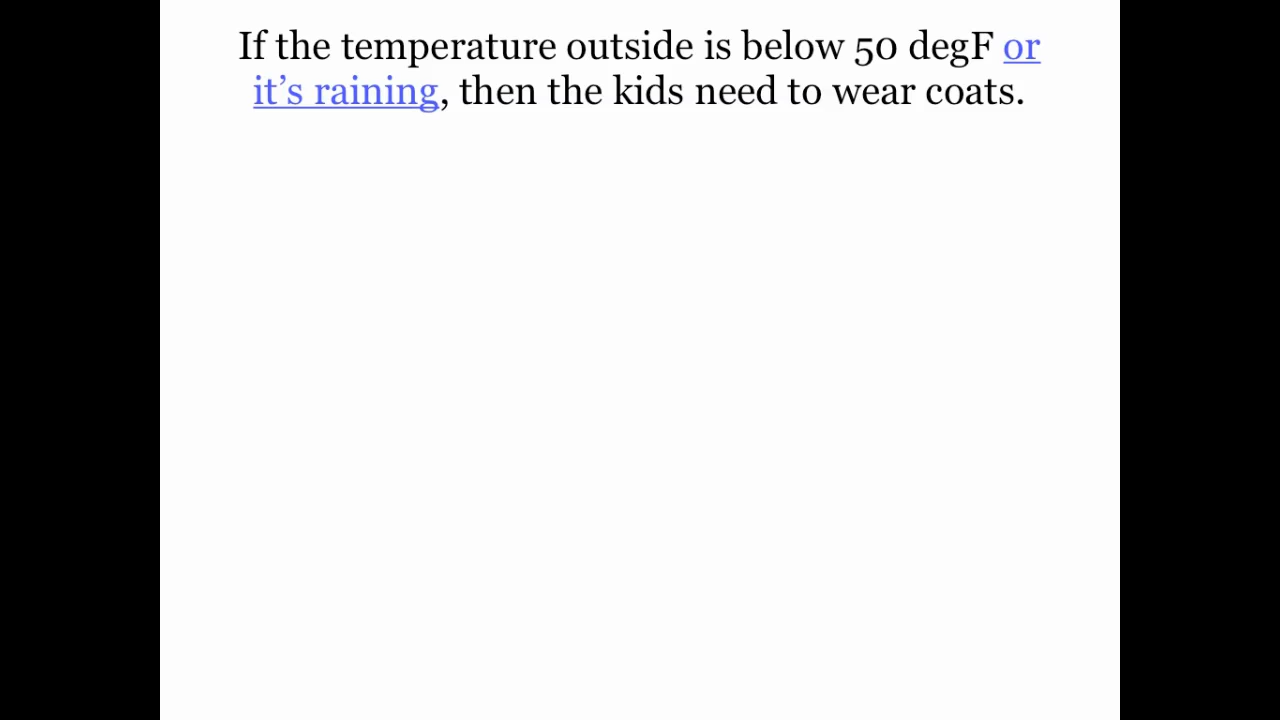 If the temperature outside is below 50 degF or
it’s raining, then the kids need to wear coats.